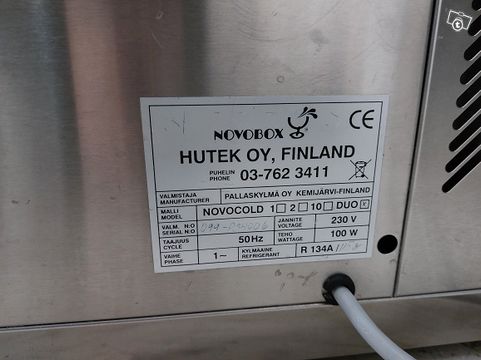 NOVOBOX
CE
HUTEK OY, FINLAND
PUHELIN
PHONE
03-762 3411
VALMISTAJA
MANUFACTURER
PALLASKYLMÄ OY KEMIJÄRVI-FINLAND
MALLI
MODEL
NOVOCOLD 1 2 10 DUO X
VALM. N:O
SERIAL N:O
JÄNNITE
VOLTAGE
230 V
TAAJUUS
CYCLE
50Hz
TEHO
WATTAGE
100 W
VAIHE
PHASE
1~
KYLMÄAINE
REFRIGERANT
R 134A